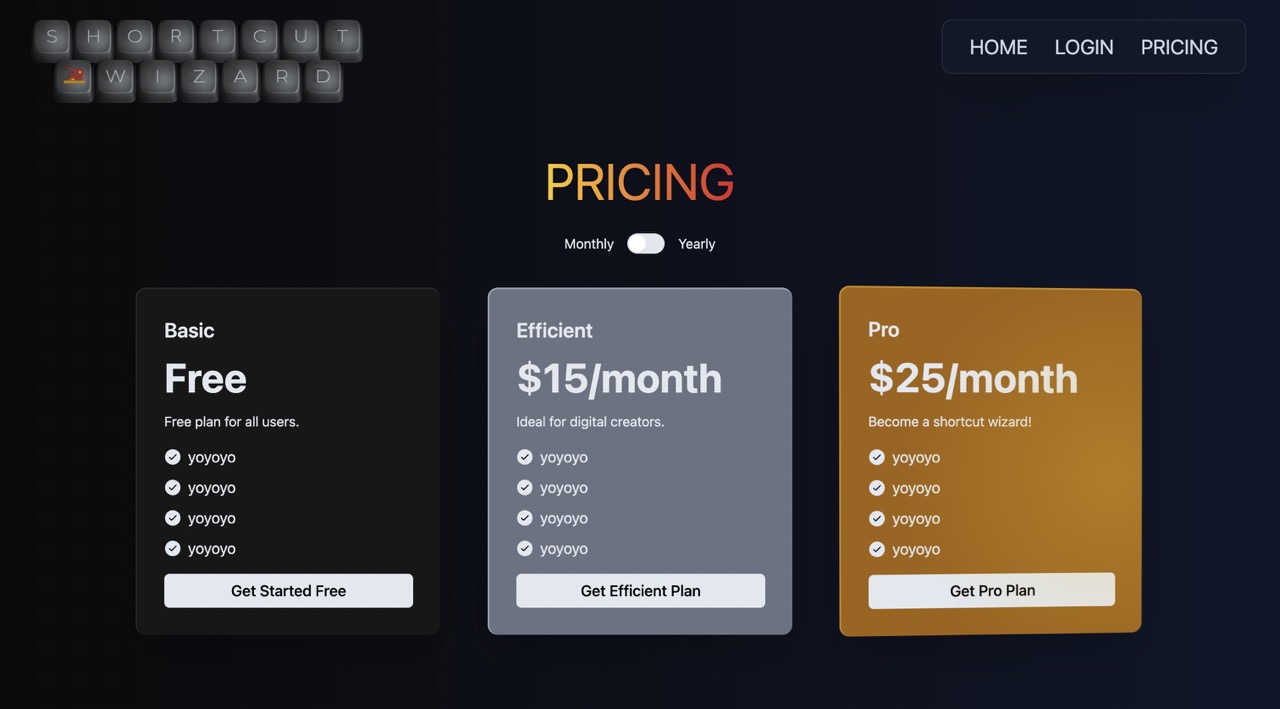 SHORTCUT
WIZARD
HOME LOGIN PRICING
PRICING
Monthly Yearly
Basic
Free
Free plan for all users.
yoyoyo
yoyoyo
yoyoyo
yoyoyo
Get Started Free
Efficient
$15/month
Ideal for digital creators.
yoyoyo
yoyoyo
yoyoyo
yoyoyo
Get Efficient Plan
Pro
$25/month
Become a shortcut wizard!
yoyoyo
yoyoyo
yoyoyo
yoyoyo
Get Pro Plan